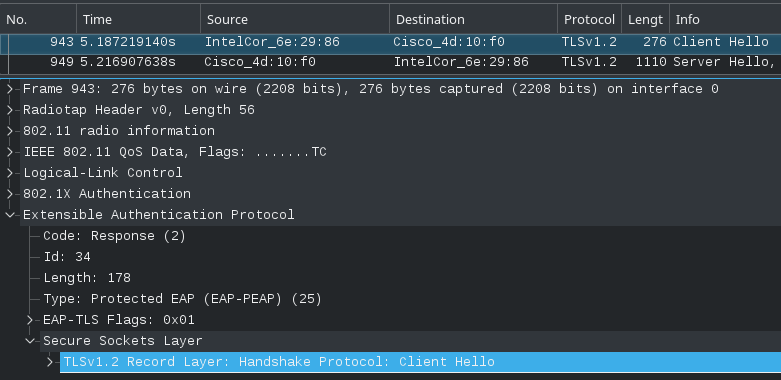 No. Time Source Destination Protocol Lengt Info
943 5.187219140s IntelCor_6e:29:86 Cisco_4d:10:f0 TLSv1.2 276 Client Hello
949 5.216907638s Cisco_4d:10:f0 IntelCor_6e:29:86 TLSv1.2 1110 Server Hello,
Frame 943: 276 bytes on wire (2208 bits), 276 bytes captured (2208 bits) on interface 0
Radiotap Header v0, Length 56
802.11 radio information
IEEE 802.11 QoS Data, Flags: .......TC
Logical-Link Control
802.1X Authentication
Extensible Authentication Protocol
Code: Response (2)
Id: 34
Length: 178
Type: Protected EAP (EAP-PEAP) (25)
EAP-TLS Flags: 0x01
Secure Sockets Layer
TLSv1.2 Record Layer: Handshake Protocol: Client Hello